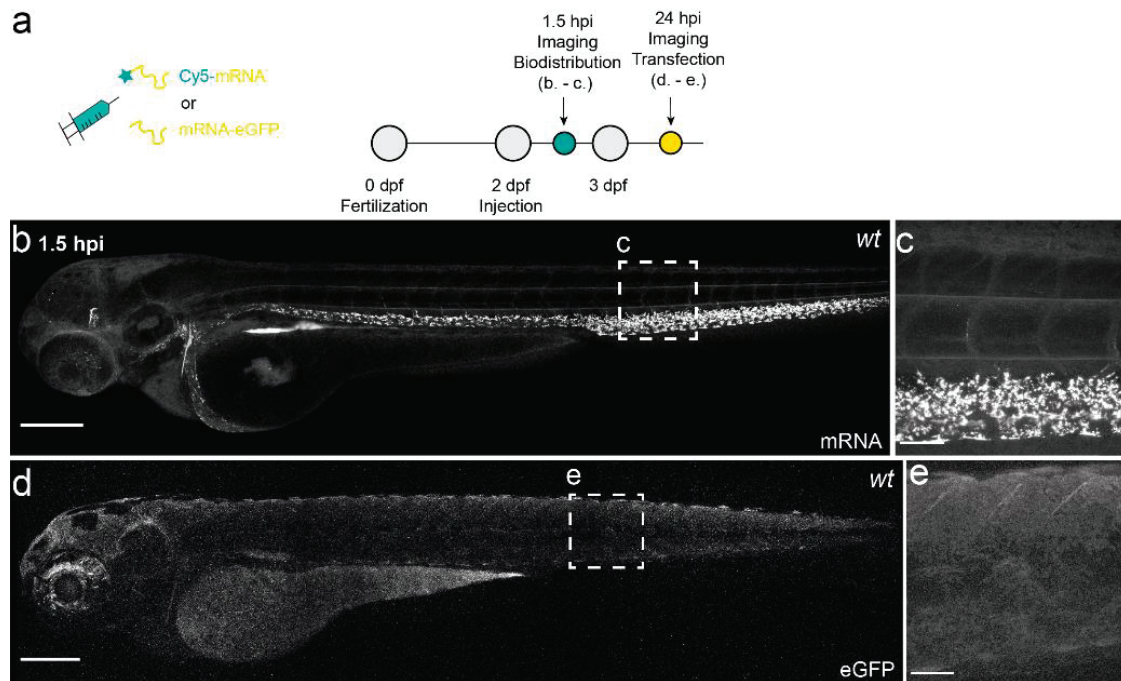 a
Cy5-mRNA
or
mRNA-eGFP
1.5 hpi
Imaging
Biodistribution
(b. - c.)
24 hpi
Imaging
Transfection
(d. - e.)
0 dpf
Fertilization
2 dpf
Injection
3 dpf
b 1.5 hpi
c
wt
mRNA
c
d
e
wt
eGFP
e